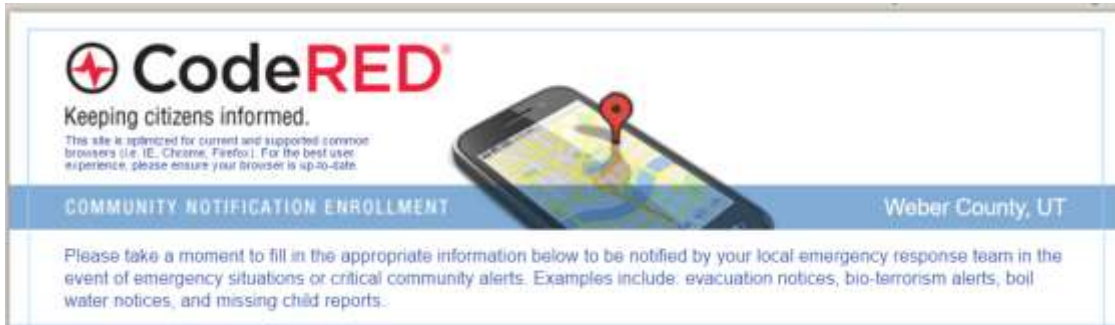 CodeRED®
Keeping citizens informed.
This site is optimized for current and supported common
browsers (i.e. IE, Chrome, Firefox). For the best user
experience, please ensure your browser is up-to-date.
COMMUNITY NOTIFICATION ENROLLMENT
Weber County, UT
Please take a moment to fill in the appropriate information below to be notified by your local emergency response team in the
event of emergency situations or critical community alerts. Examples include: evacuation notices, bio-terrorism alerts, boil
water notices, and missing child reports.